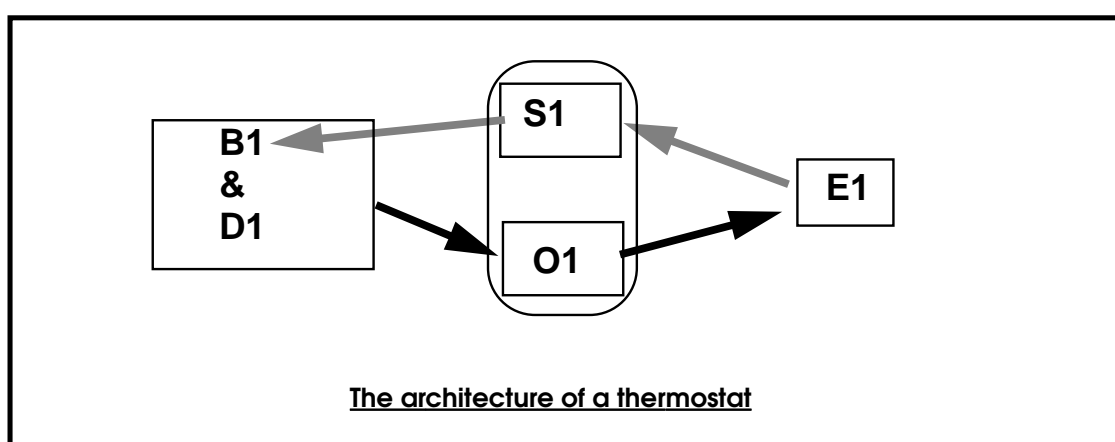 S1
B1
&
D1
E1
O1
The architecture of a thermostat